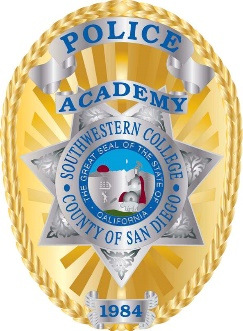 POLICE
ACADEMY
SOUTHWESTERN COLLEGE
THE GREAT SEAL OF THE STATE OF
CALIFORNIA
COUNTY OF SAN DIEGO
1984